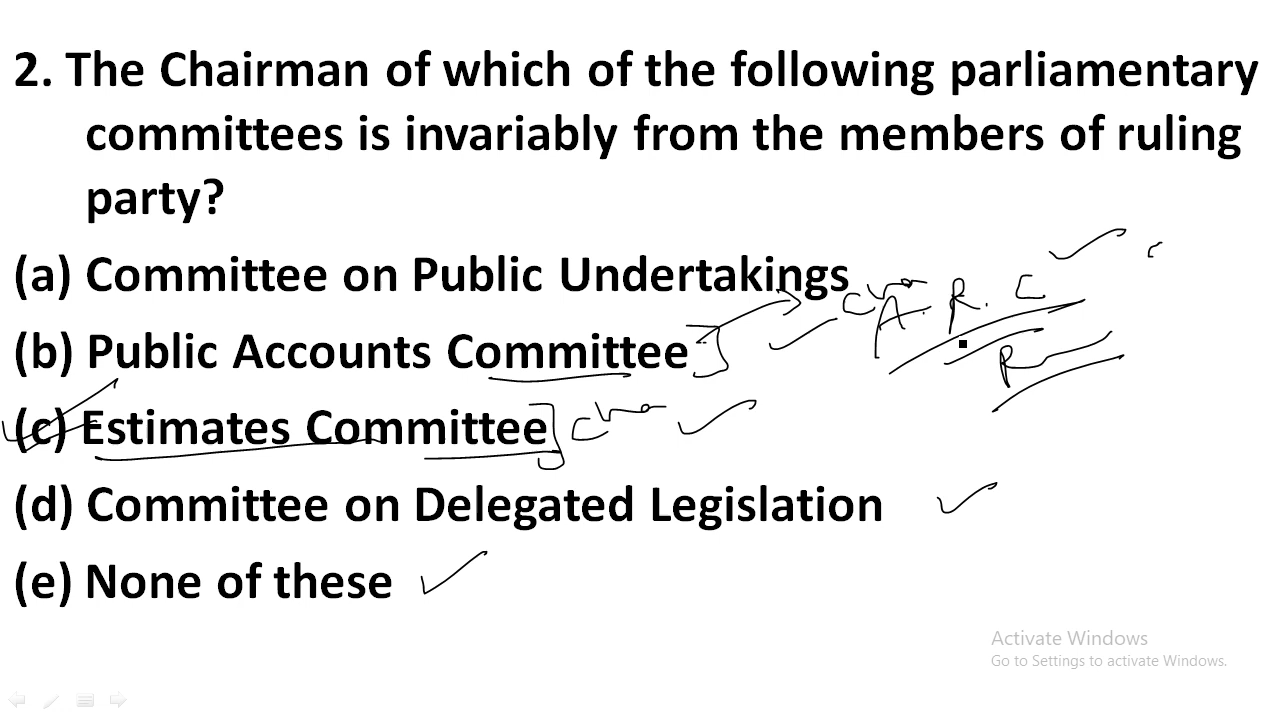 2. The Chairman of which of the following parliamentary
committees is invariably from the members of ruling
party?
(a) Committee on Public Undertakings
(b) Public Accounts Committee
(c) Estimates Committee
(d) Committee on Delegated Legislation
(e) None of these
Activate Windows
Go to Settings to activate Windows.